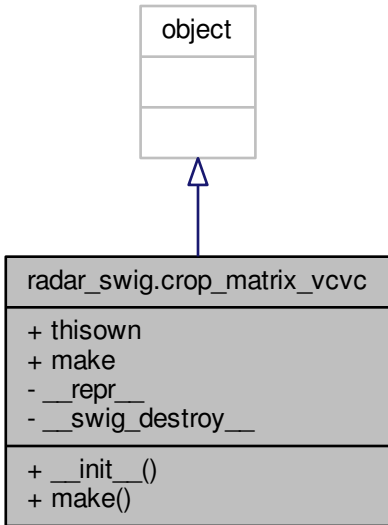 object
radar_swig.crop_matrix_vcvc
+ thisown
+ make
- __repr__
- __swig_destroy__
+ __init__()
+ make()